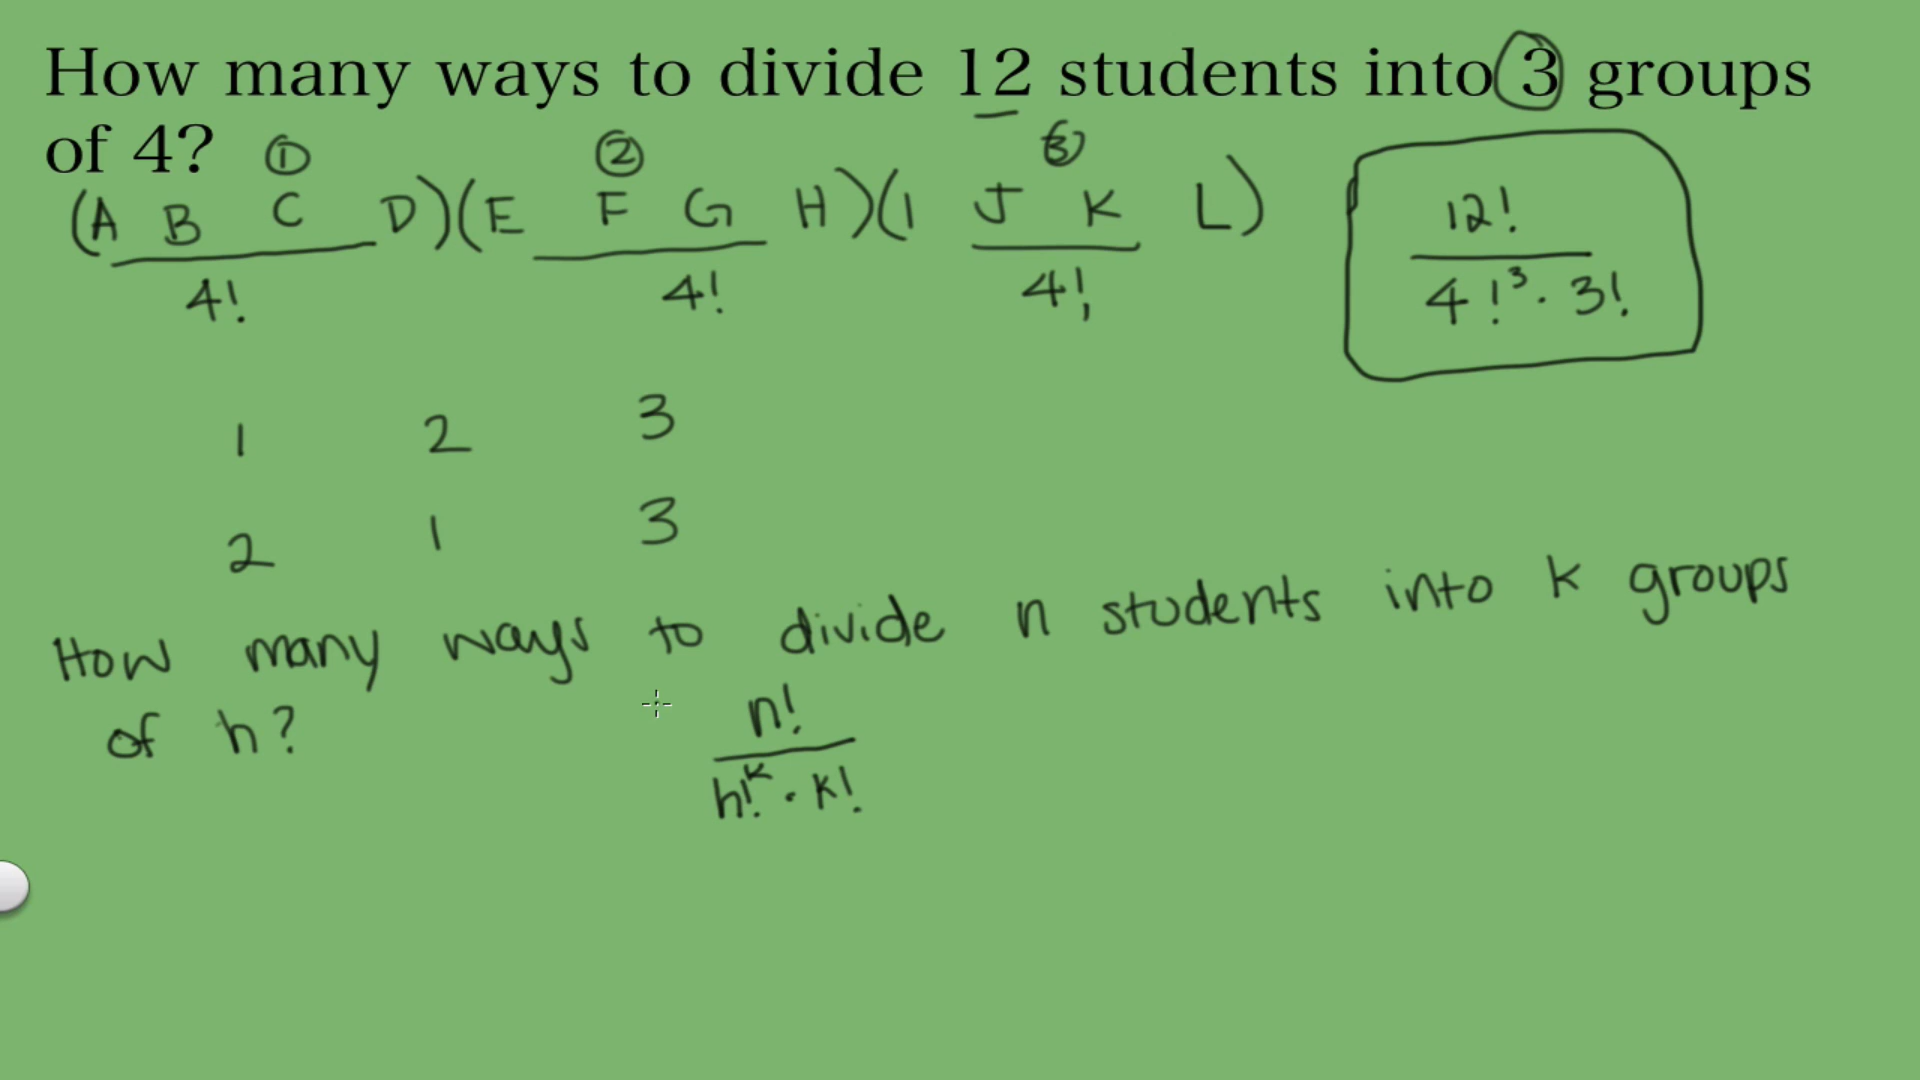 How many ways to divide 12 students into 3 groups
of 4?
① ② ③
(A B C D)(E F G H)(I J K L)
4! 4! 4!
12!
4!³ · 3!
1 2 3
2 1 3
How many ways to divide n students into k groups
of h?
n!
h!ᵏ · k!